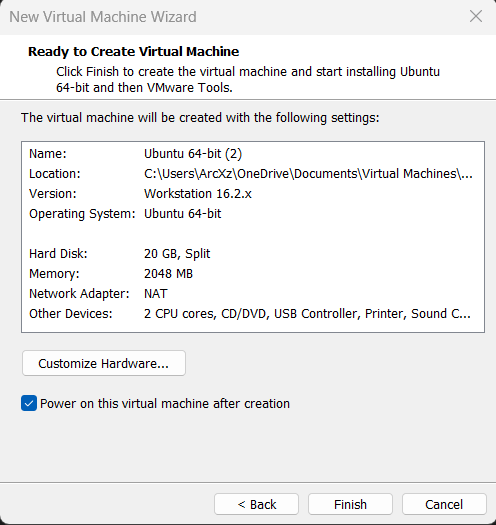 New Virtual Machine Wizard
Ready to Create Virtual Machine
Click Finish to create the virtual machine and start installing Ubuntu
64-bit and then VMware Tools.
The virtual machine will be created with the following settings:
Name: Ubuntu 64-bit (2)
Location: C:\Users\ArcXz\OneDrive\Documents\Virtual Machines\...
Version: Workstation 16.2.x
Operating System: Ubuntu 64-bit
Hard Disk: 20 GB, Split
Memory: 2048 MB
Network Adapter: NAT
Other Devices: 2 CPU cores, CD/DVD, USB Controller, Printer, Sound C...
Customize Hardware...
Power on this virtual machine after creation
< Back Finish Cancel